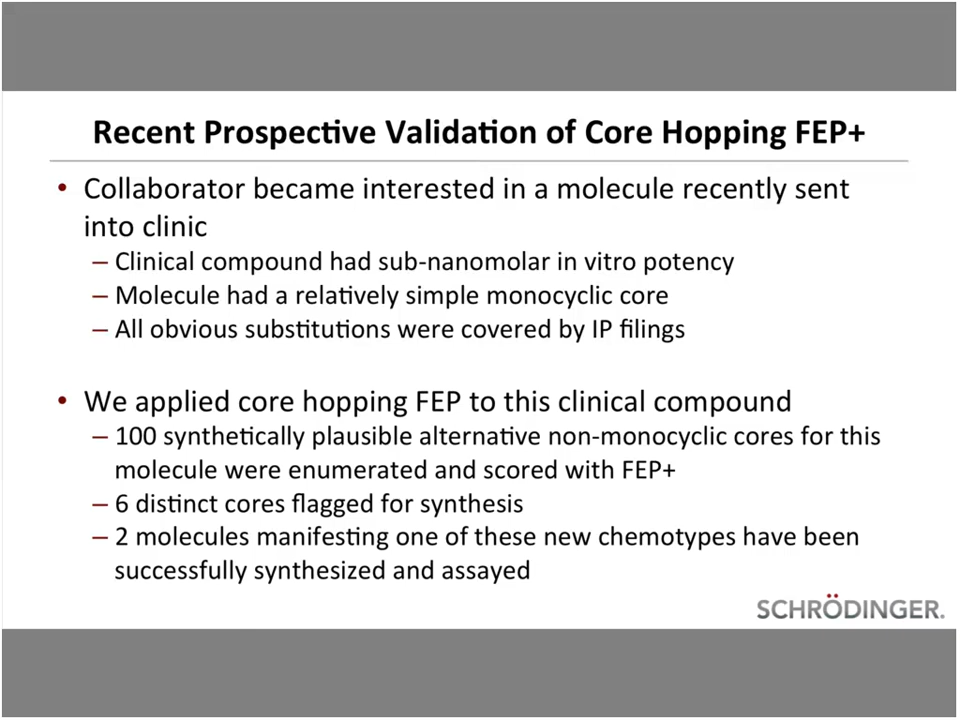 Recent Prospective Validation of Core Hopping FEP+
• Collaborator became interested in a molecule recently sent
into clinic
– Clinical compound had sub-nanomolar in vitro potency
– Molecule had a relatively simple monocyclic core
– All obvious substitutions were covered by IP filings
• We applied core hopping FEP to this clinical compound
– 100 synthetically plausible alternative non-monocyclic cores for this
molecule were enumerated and scored with FEP+
– 6 distinct cores flagged for synthesis
– 2 molecules manifesting one of these new chemotypes have been
successfully synthesized and assayed
SCHRÖDINGER.